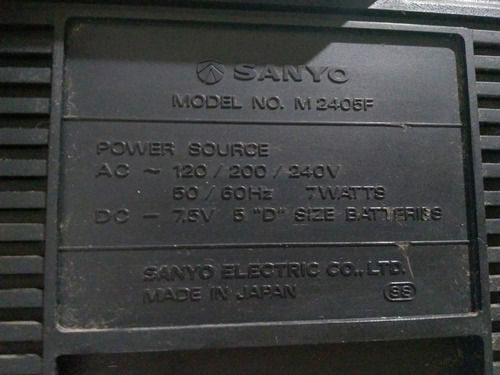 SANYO
MODEL NO. M 2405F
POWER SOURCE
AC ~ 120 / 200 / 240V
50 / 60Hz 7WATTS
DC - 7.5V 5 "D" SIZE BATTERIES
SANYO ELECTRIC CO., LTD.
MADE IN JAPAN